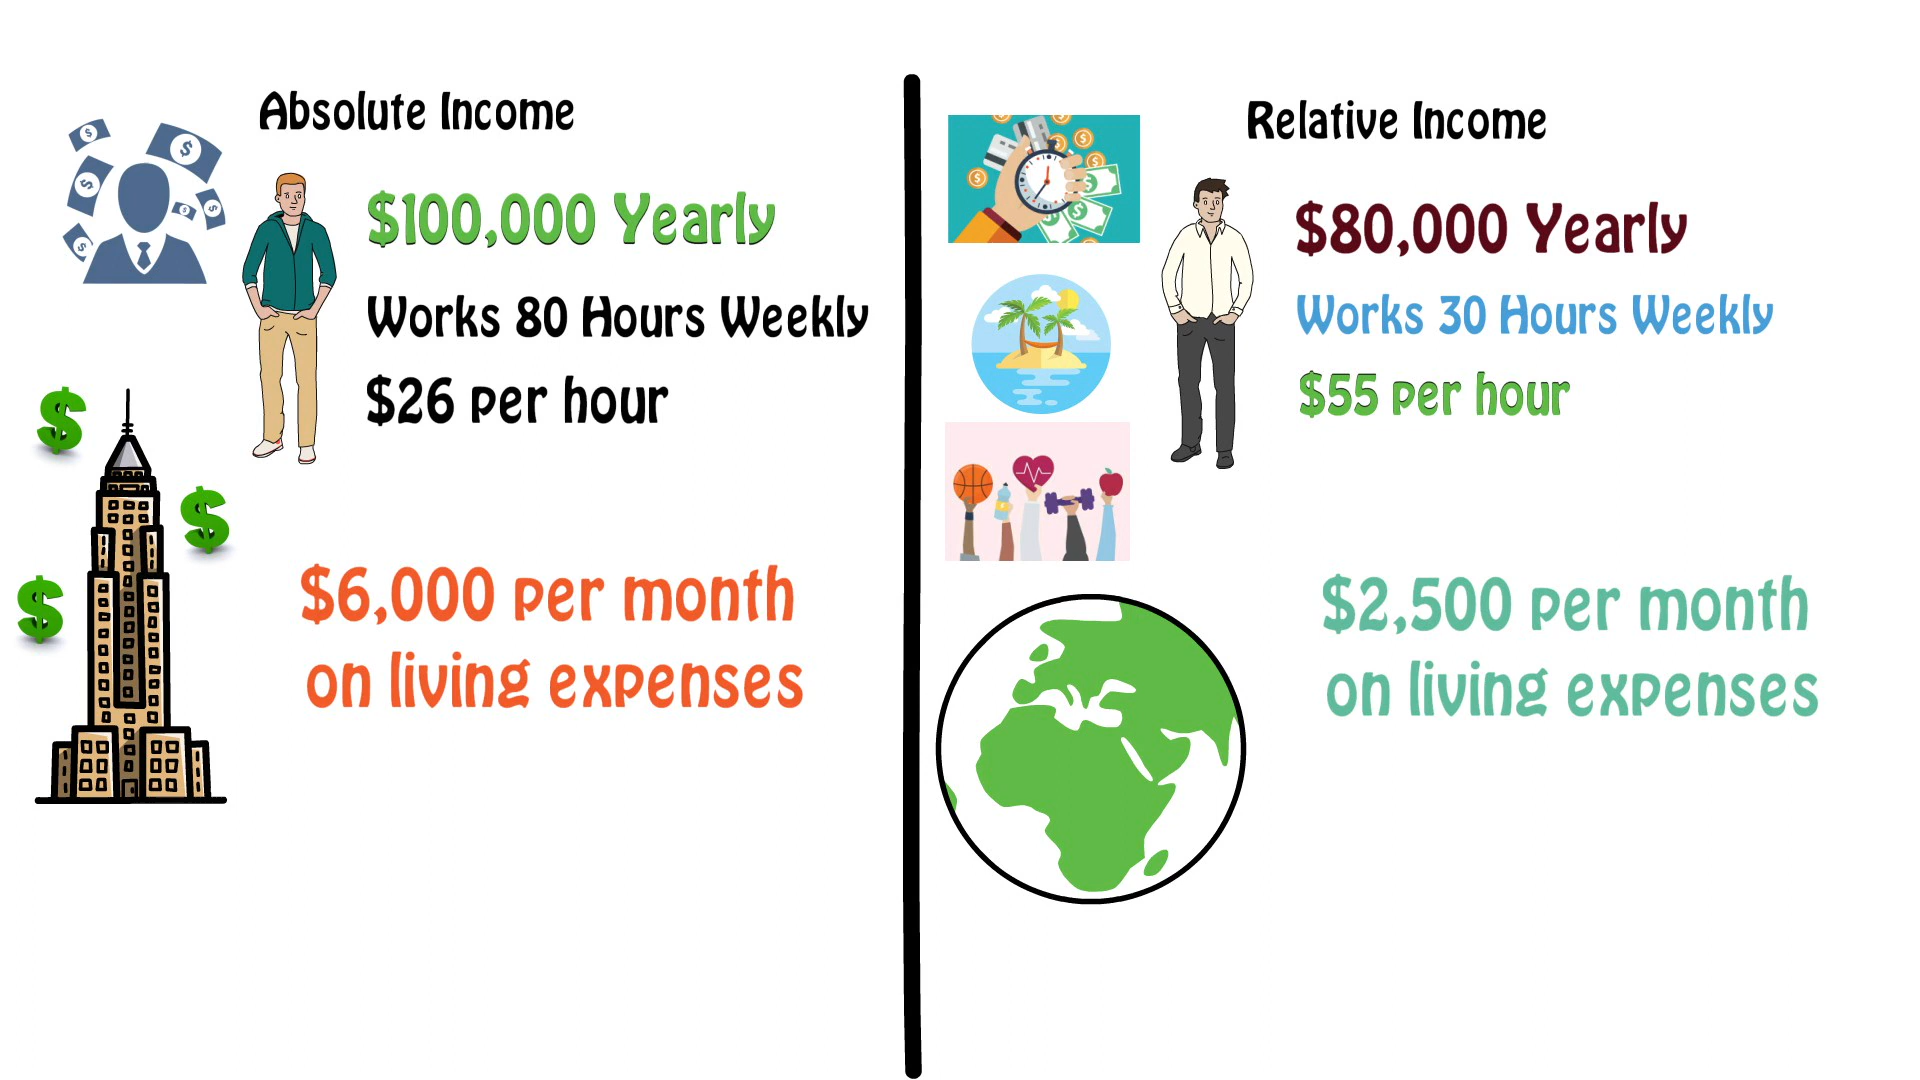 Absolute Income
$100,000 Yearly
Works 80 Hours Weekly
$26 per hour
$6,000 per month
on living expenses
Relative Income
$80,000 Yearly
Works 30 Hours Weekly
$55 per hour
$2,500 per month
on living expenses